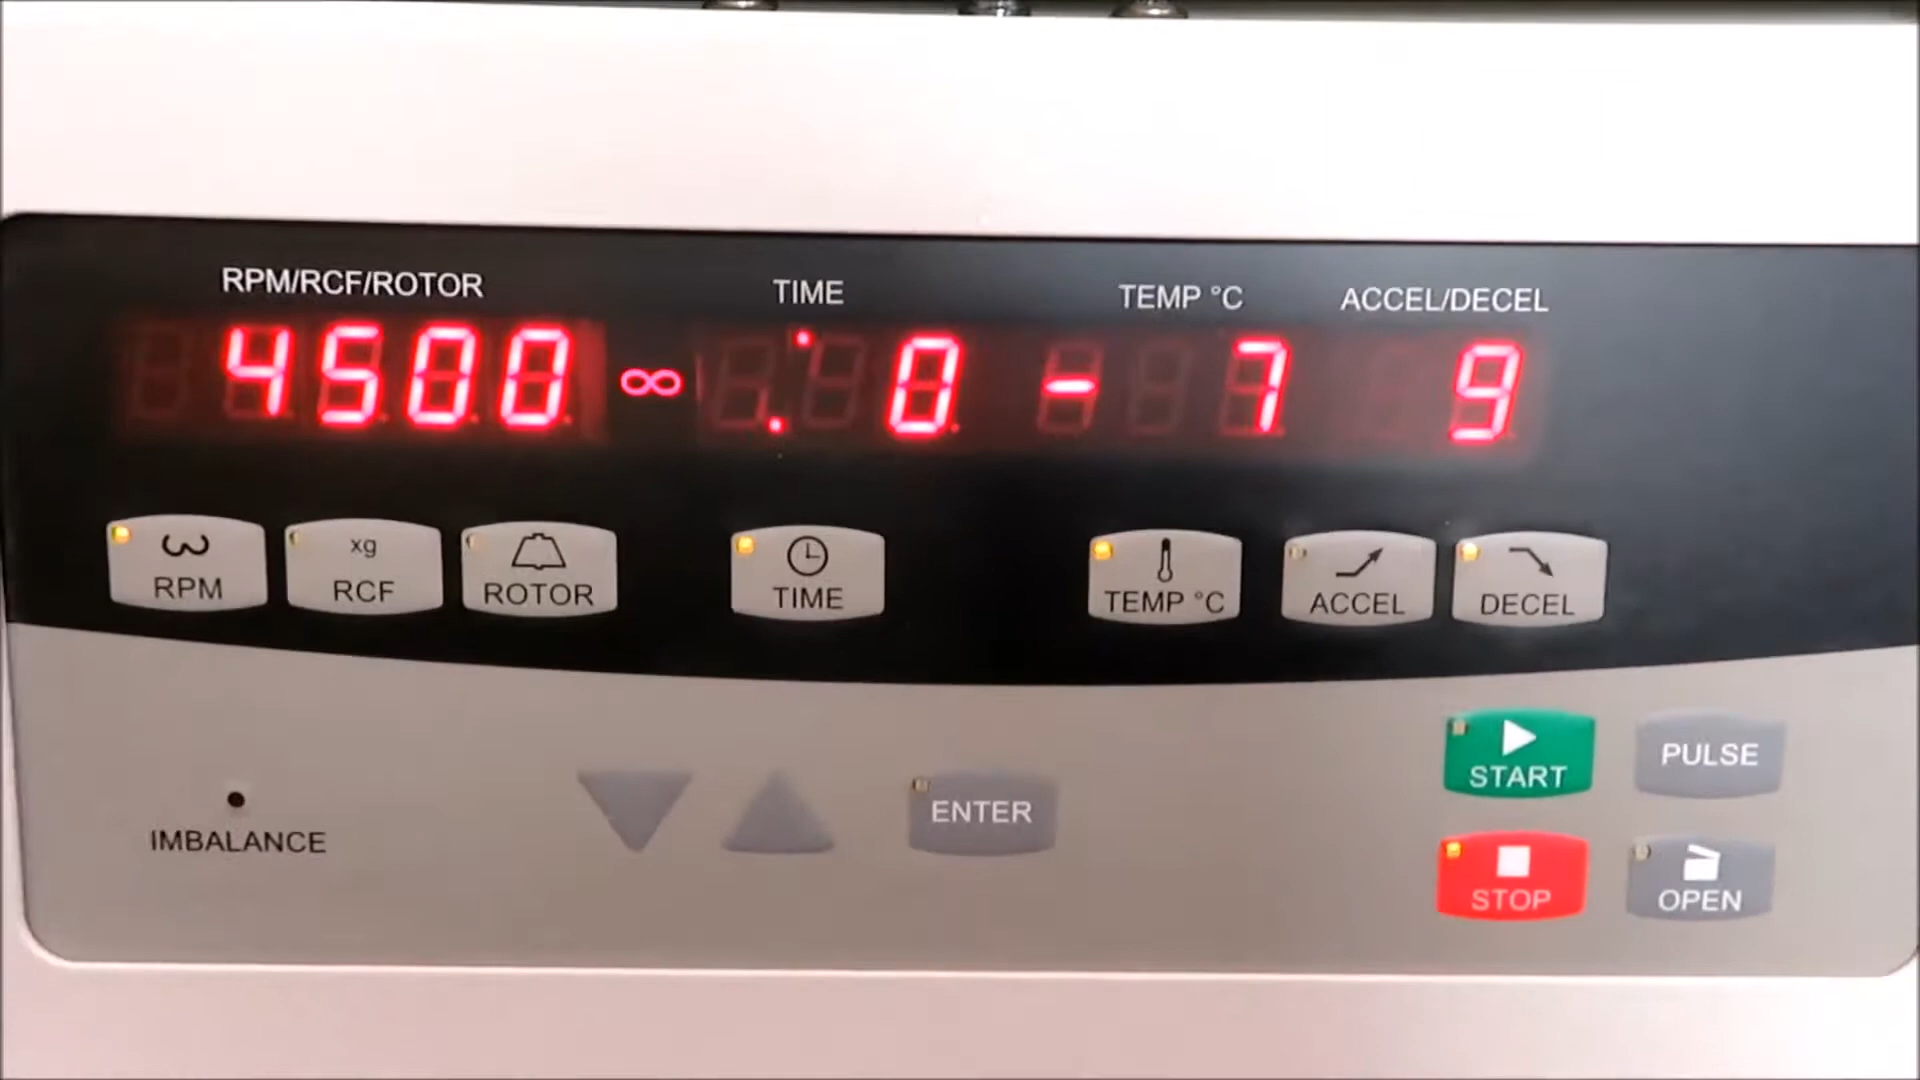 RPM/RCF/ROTOR TIME TEMP °C ACCEL/DECEL
4500 ∞ : 0 -7 9
RPM xg RCF ROTOR TIME TEMP °C ACCEL DECEL
START PULSE
IMBALANCE ENTER
STOP OPEN